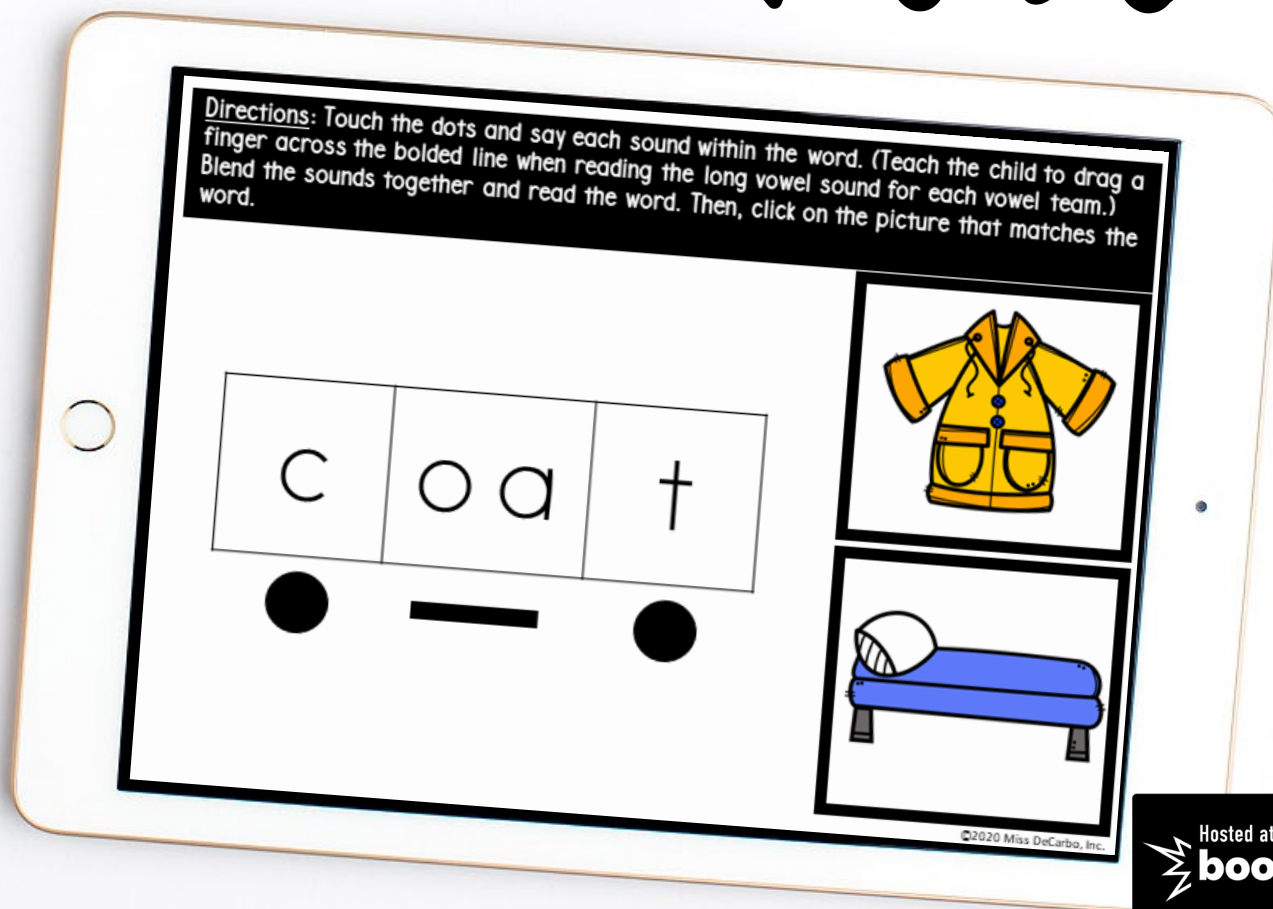 Directions: Touch the dots and say each sound within the word. (Teach the child to drag a
finger across the bolded line when reading the long vowel sound for each vowel team.)
Blend the sounds together and read the word. Then, click on the picture that matches the
word.
c oa t
©2020 Miss DeCarbo, Inc.
Hosted at
boo